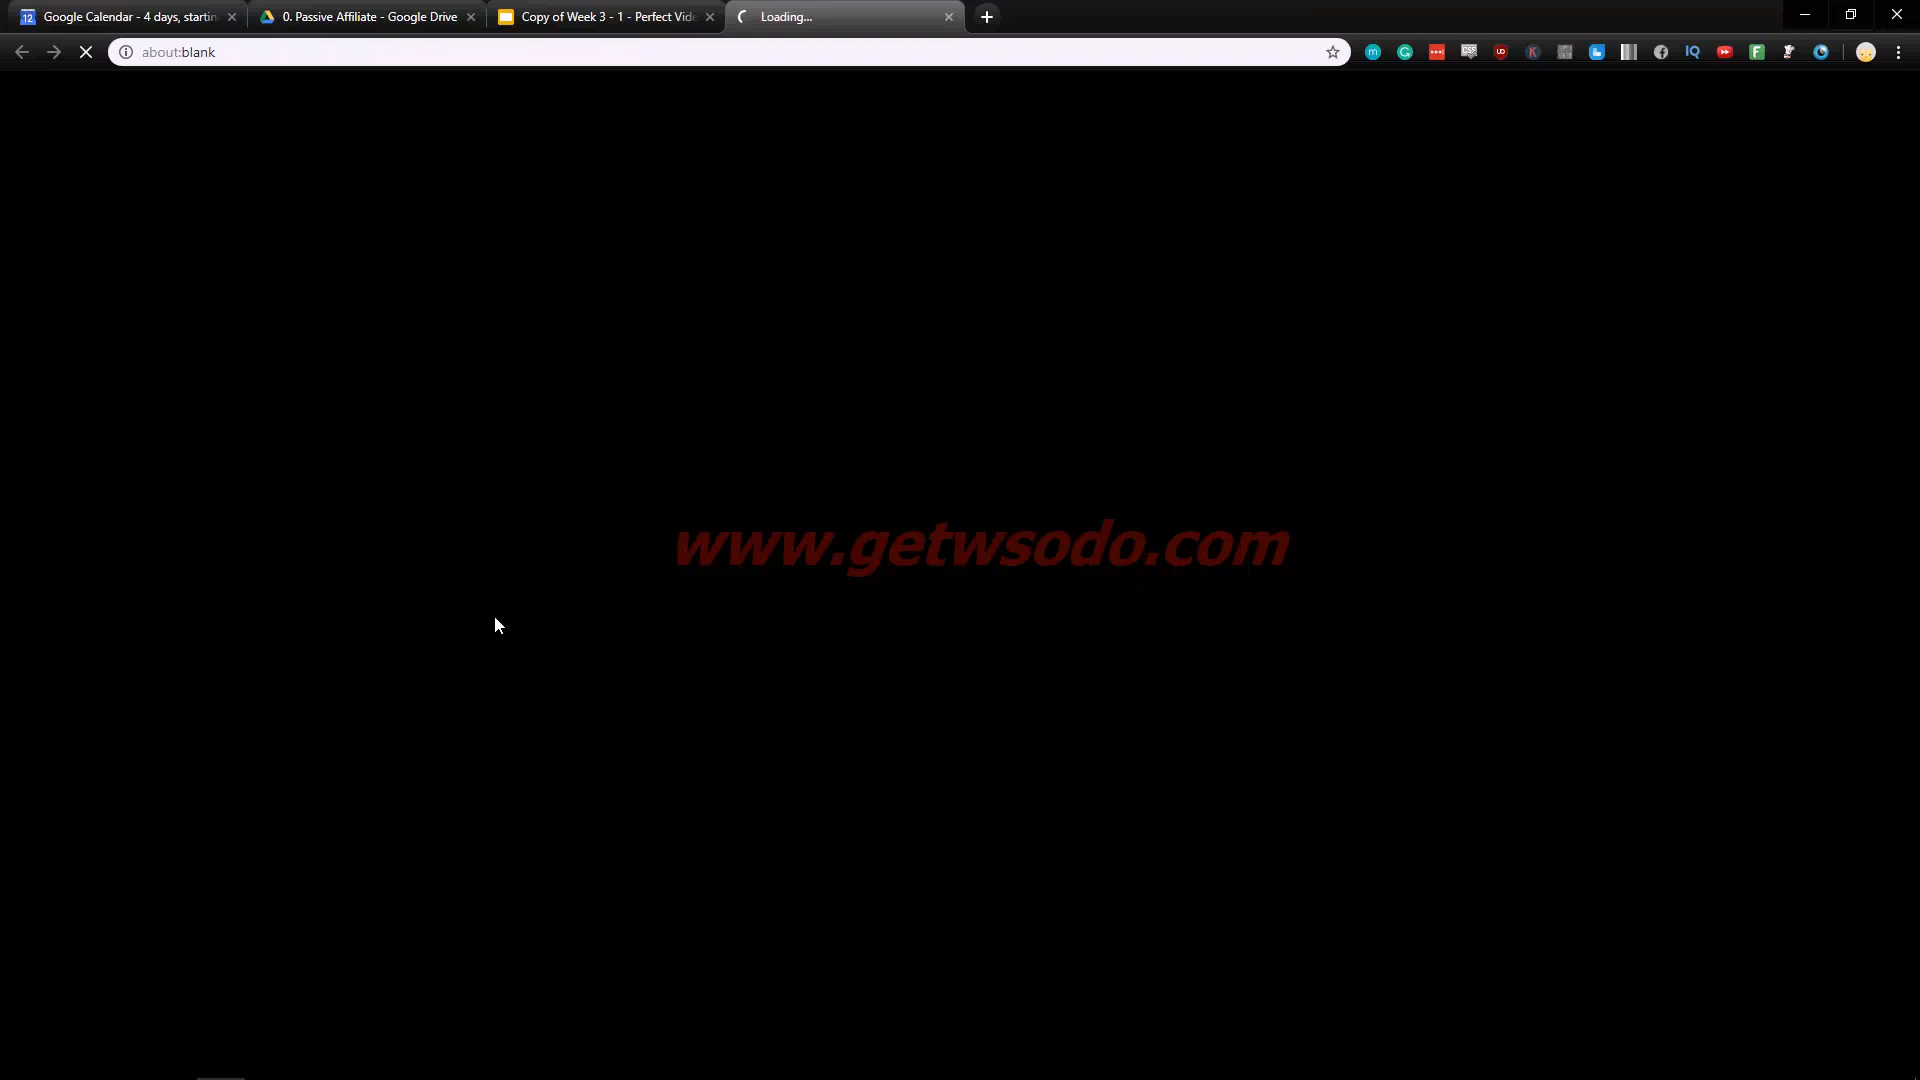 Google Calendar - 4 days, startin
0. Passive Affiliate - Google Drive
Copy of Week 3 - 1 - Perfect Vid
Loading...
about:blank
www.getwsodo.com